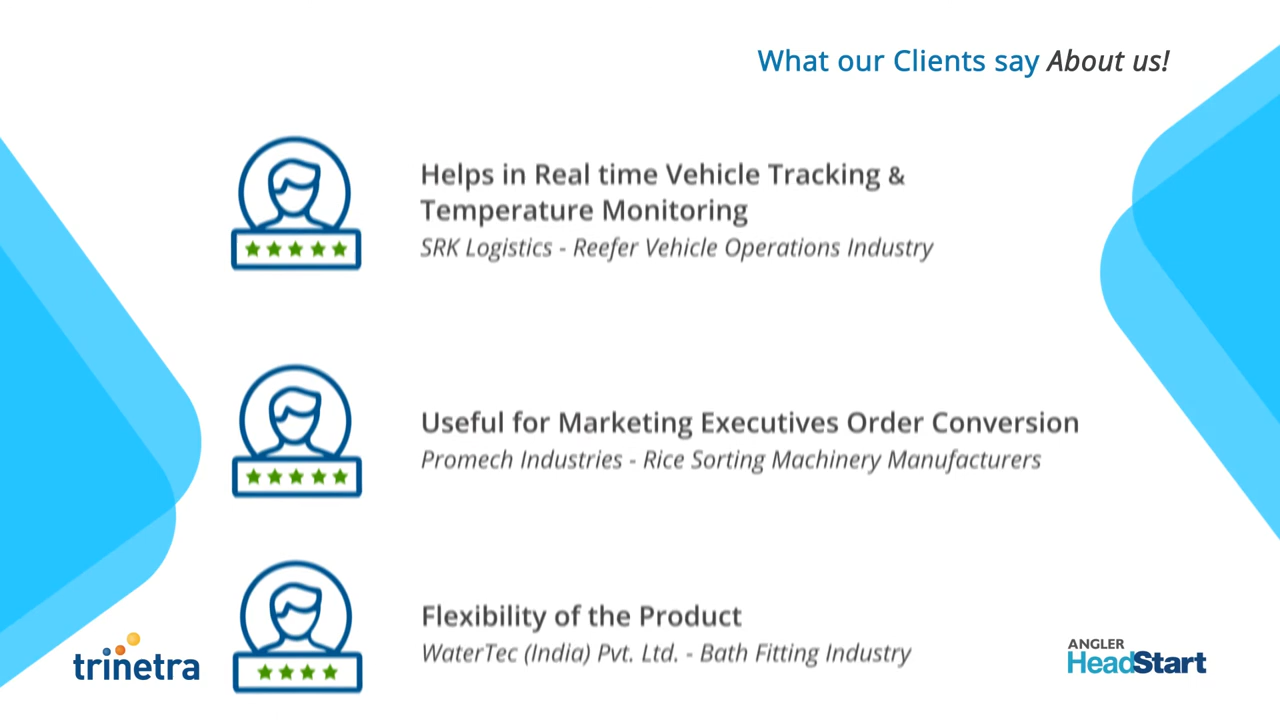 What our Clients say About us!
Helps in Real time Vehicle Tracking &
Temperature Monitoring
SRK Logistics - Reefer Vehicle Operations Industry
Useful for Marketing Executives Order Conversion
Promech Industries - Rice Sorting Machinery Manufacturers
Flexibility of the Product
WaterTec (India) Pvt. Ltd. - Bath Fitting Industry
trinetra
ANGLER
HeadStart